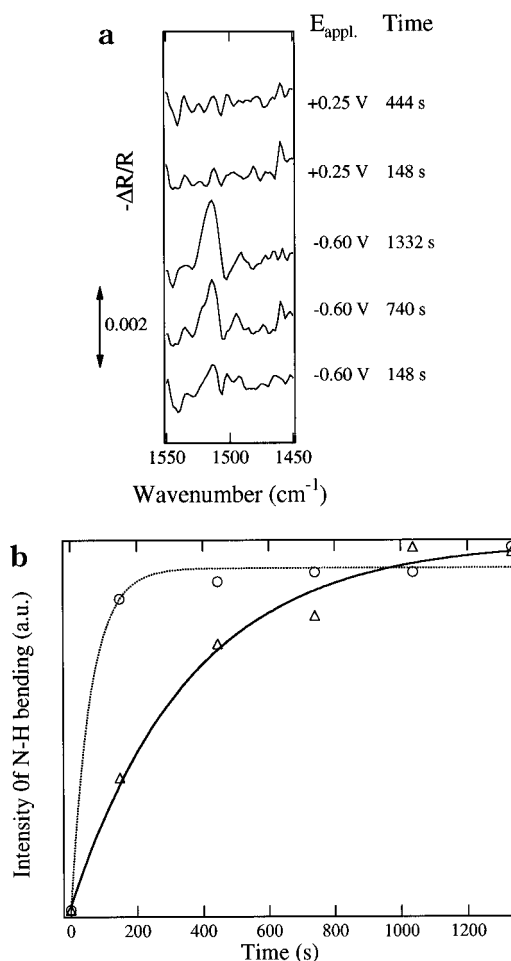 a
E appl. Time
+0.25 V 444 s
+0.25 V 148 s
-0.60 V 1332 s
-0.60 V 740 s
-0.60 V 148 s
-ΔR/R
0.002
1550 1500 1450
Wavenumber (cm-1)
b
Intensity 0f N-H bending (a.u.)
0 200 400 600 800 1000 1200
Time (s)